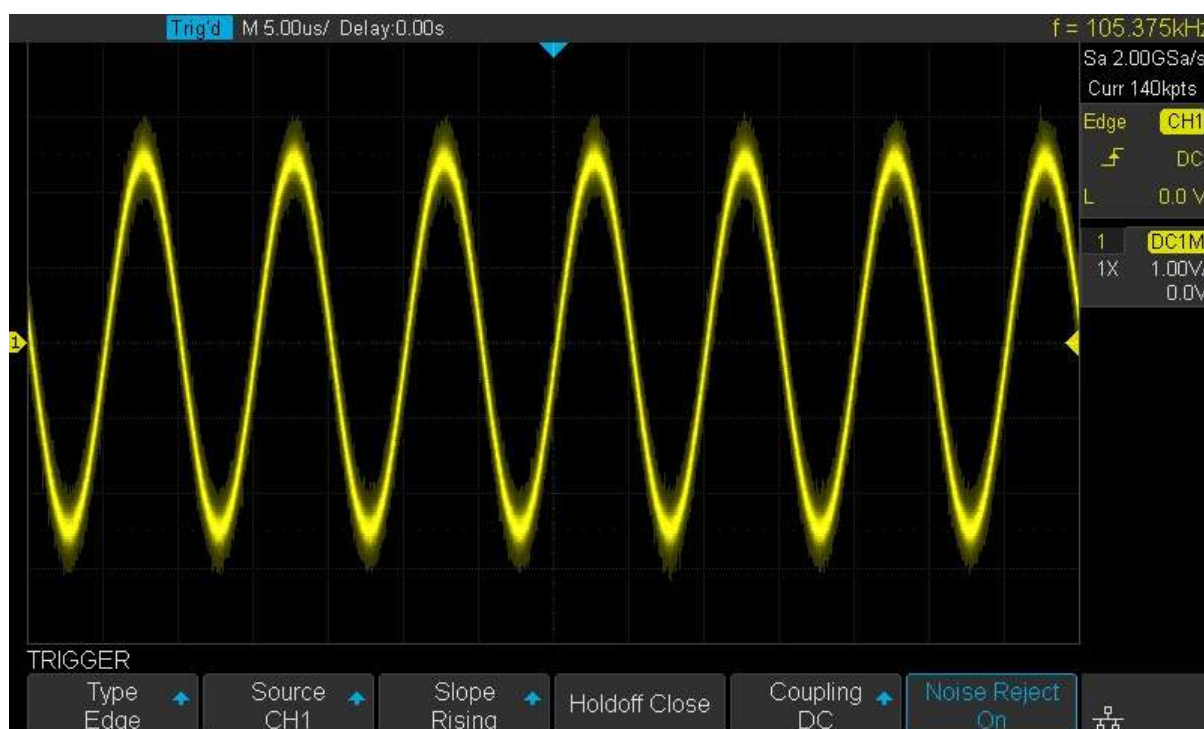 Trig'd M 5.00us/ Delay:0.00s f = 105.375kHz
Sa 2.00GSa/s
Curr 140kpts
Edge CH1
DC
L 0.0 V
1 DC1M
1X 1.00V/
0.0V
1
TRIGGER
Type Source Slope Holdoff Close Coupling Noise Reject
Edge CH1 Rising DC On